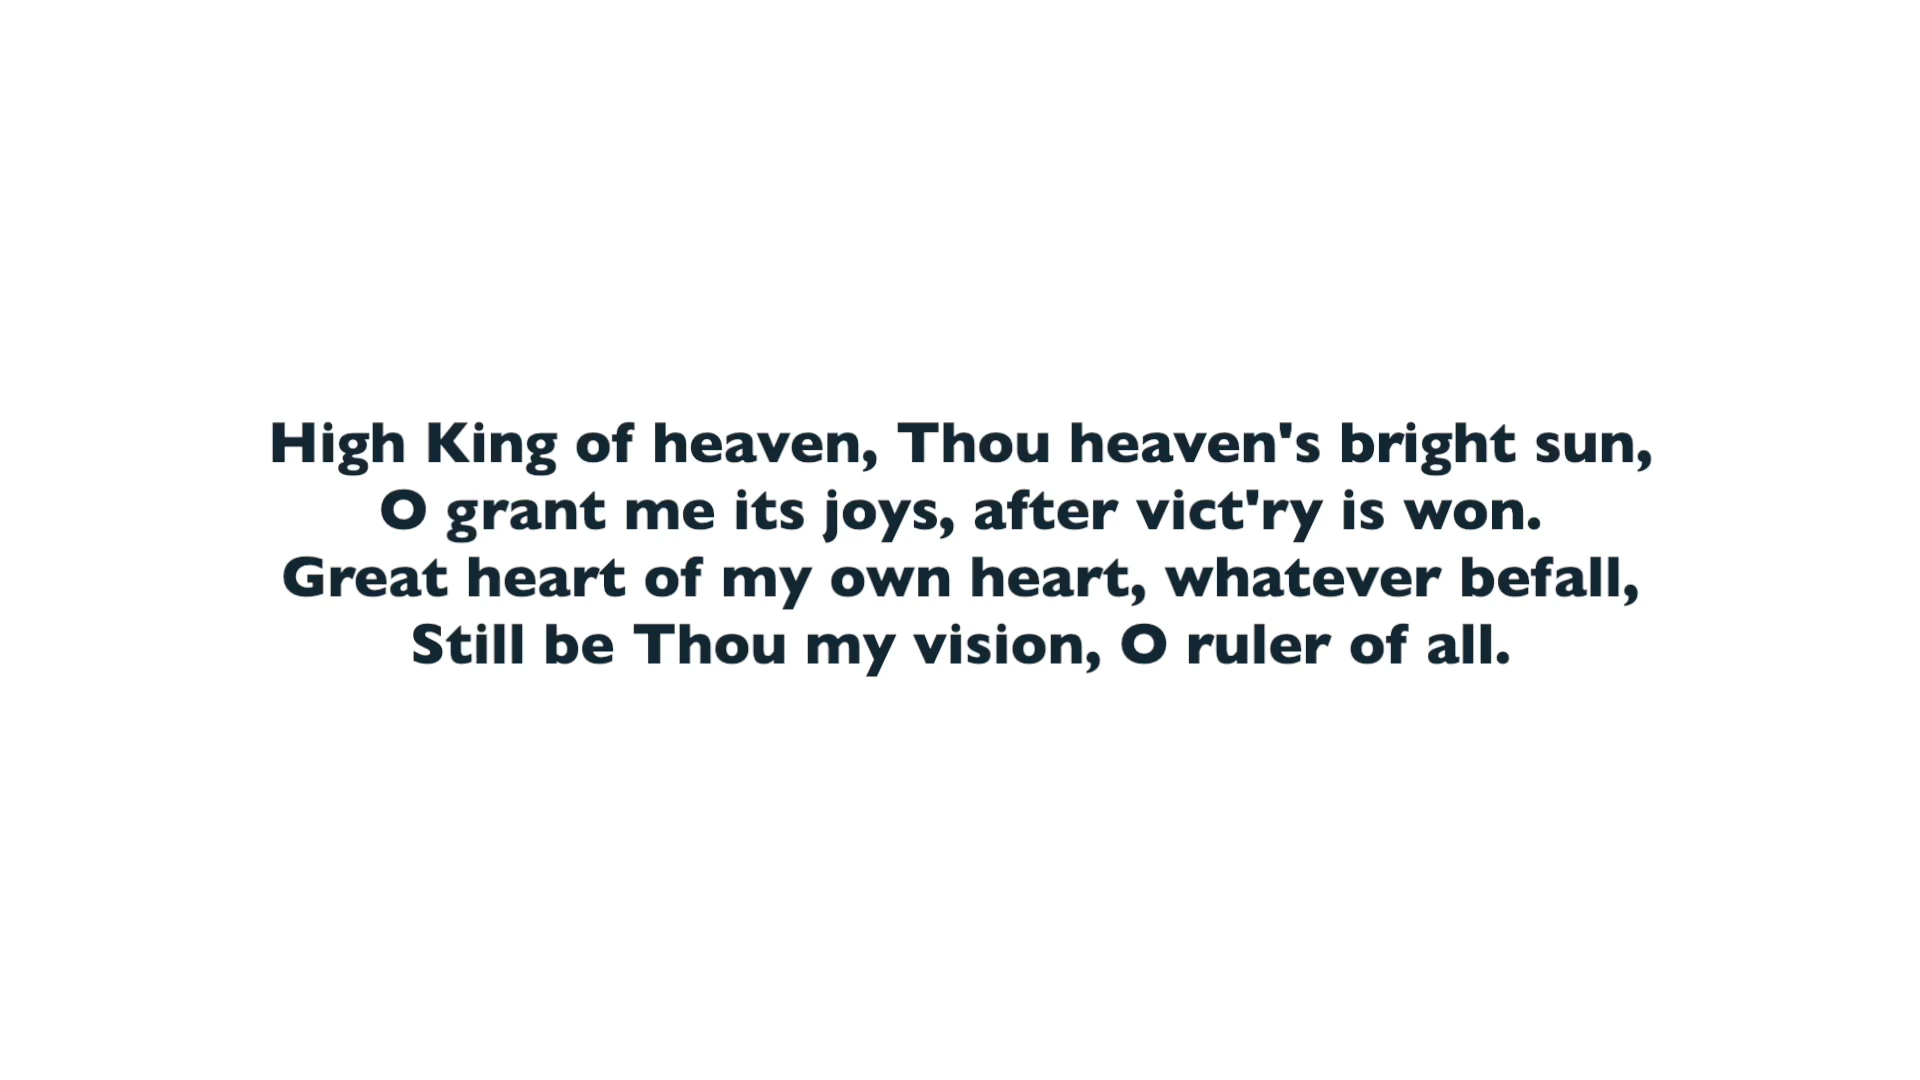 High King of heaven, Thou heaven's bright sun,
O grant me its joys, after vict'ry is won.
Great heart of my own heart, whatever befall,
Still be Thou my vision, O ruler of all.